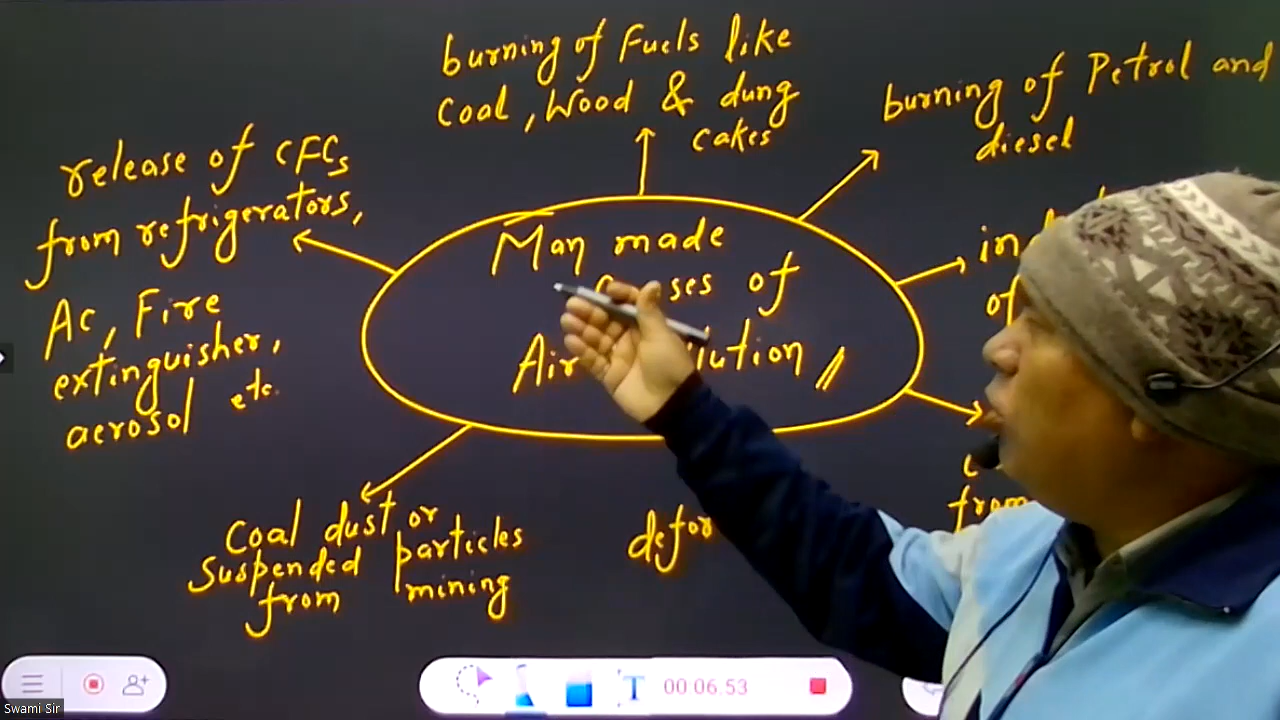 burning of Fuels like
Coal, Wood & dung
cakes
burning of Petrol and
diesel
release of CFCs
from refrigerators,
Ac, Fire
extinguisher,
aerosol etc.
Man made
of
Air
of
from
Coal dust or
suspended particles
from mining
00 06.53
T
Swami Sir